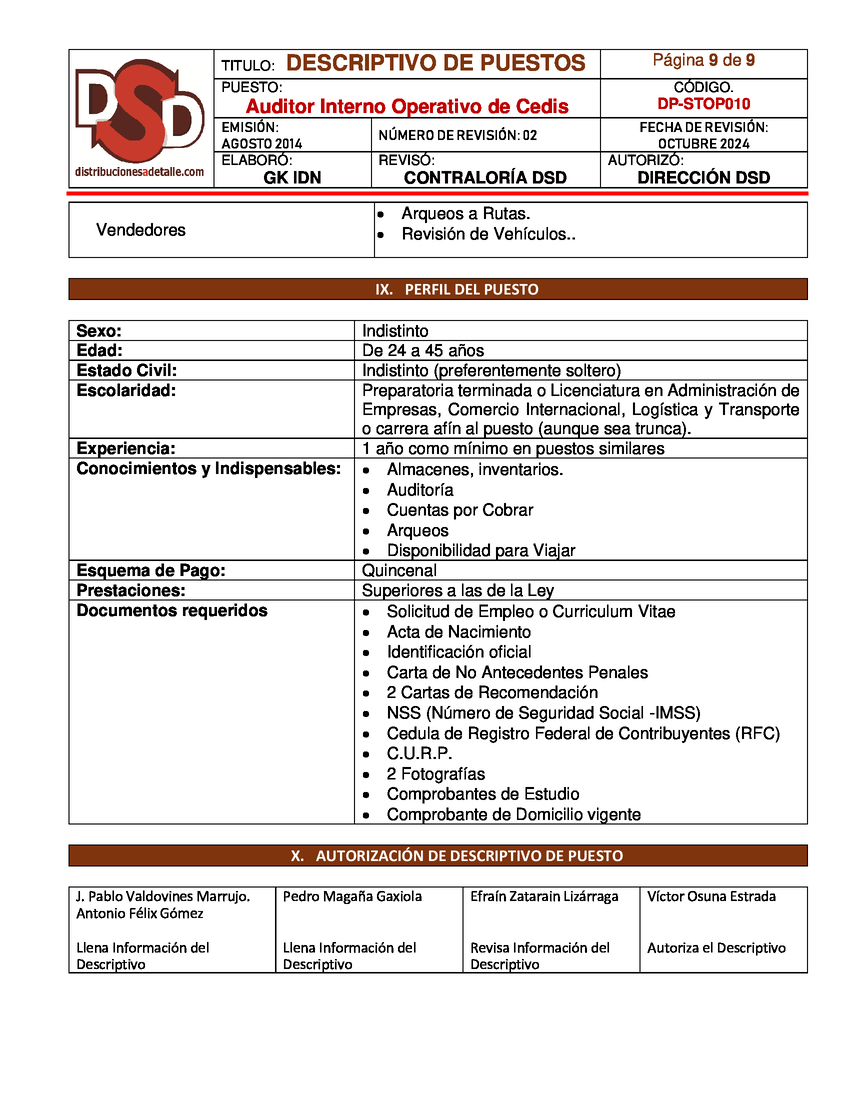 DSD
distribucionesadetalle.com
TITULO: DESCRIPTIVO DE PUESTOS
Página 9 de 9
PUESTO:
Auditor Interno Operativo de Cedis
CÓDIGO.
DP-STOP010
EMISIÓN:
AGOSTO 2014
NÚMERO DE REVISIÓN: 02
FECHA DE REVISIÓN:
OCTUBRE 2024
ELABORÓ:
GK IDN
REVISÓ:
CONTRALORÍA DSD
AUTORIZÓ:
DIRECCIÓN DSD
Vendedores
• Arqueos a Rutas.
• Revisión de Vehículos..
IX. PERFIL DEL PUESTO
Sexo: Indistinto
Edad: De 24 a 45 años
Estado Civil: Indistinto (preferentemente soltero)
Escolaridad: Preparatoria terminada o Licenciatura en Administración de
Empresas, Comercio Internacional, Logística y Transporte
o carrera afín al puesto (aunque sea trunca).
Experiencia: 1 año como mínimo en puestos similares
Conocimientos y Indispensables: • Almacenes, inventarios.
• Auditoría
• Cuentas por Cobrar
• Arqueos
• Disponibilidad para Viajar
Esquema de Pago: Quincenal
Prestaciones: Superiores a las de la Ley
Documentos requeridos • Solicitud de Empleo o Curriculum Vitae
• Acta de Nacimiento
• Identificación oficial
• Carta de No Antecedentes Penales
• 2 Cartas de Recomendación
• NSS (Número de Seguridad Social -IMSS)
• Cedula de Registro Federal de Contribuyentes (RFC)
• C.U.R.P.
• 2 Fotografías
• Comprobantes de Estudio
• Comprobante de Domicilio vigente
X. AUTORIZACIÓN DE DESCRIPTIVO DE PUESTO
J. Pablo Valdovines Marrujo.
Antonio Félix Gómez
Llena Información del
Descriptivo
Pedro Magaña Gaxiola
Llena Información del
Descriptivo
Efraín Zatarain Lizárraga
Revisa Información del
Descriptivo
Víctor Osuna Estrada
Autoriza el Descriptivo